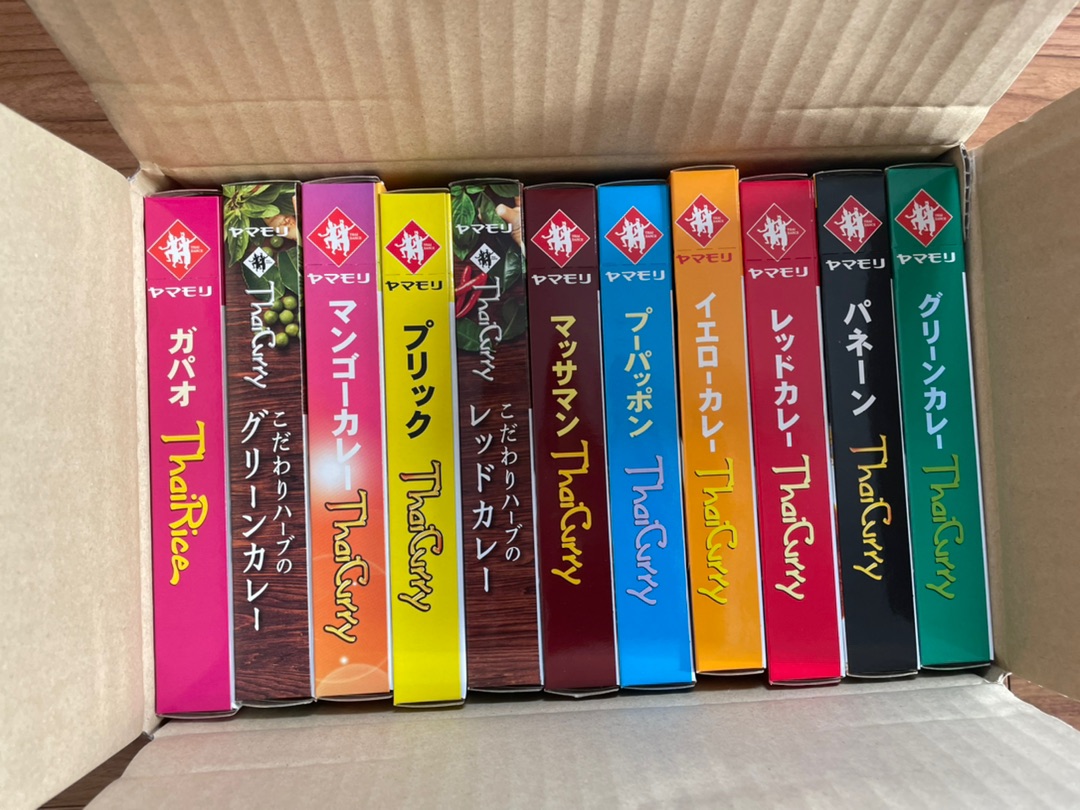 ヤマモリ
ガパオ
ThaiRice
ヤマモリ
ThaiCurry
こだわりハーブの
グリーンカレー
ヤマモリ
マンゴーカレー
ThaiCurry
ヤマモリ
プリック
ThaiCurry
ヤマモリ
ThaiCurry
こだわりハーブの
レッドカレー
ヤマモリ
マッサマン
ThaiCurry
ヤマモリ
プーパッポン
ThaiCurry
ヤマモリ
イエローカレー
ThaiCurry
ヤマモリ
レッドカレー
ThaiCurry
ヤマモリ
パネーン
ThaiCurry
ヤマモリ
グリーンカレー
ThaiCurry